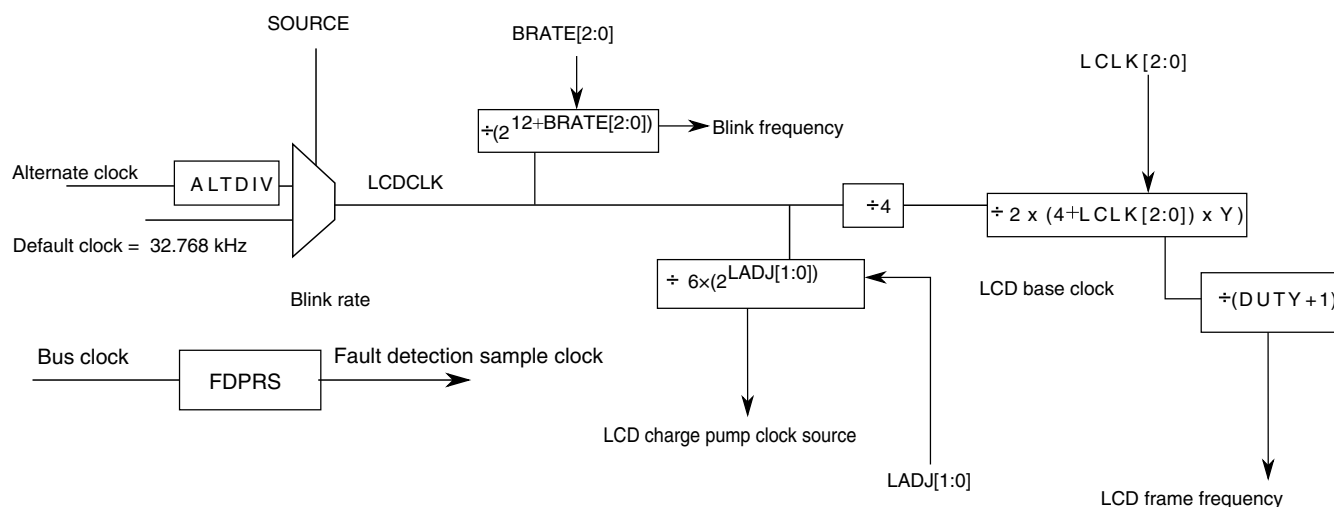 SOURCE
BRATE[2:0]
LCLK[2:0]
÷(2^12+BRATE[2:0])
Blink frequency
Alternate clock
ALTDIV
LCDCLK
÷4
÷ 2 x (4+LCLK[2:0]) x Y)
Default clock = 32.768 kHz
÷ 6×(2^LADJ[1:0])
LCD base clock
Blink rate
÷(DUTY+1)
Bus clock
FDPRS
Fault detection sample clock
LCD charge pump clock source
LADJ[1:0]
LCD frame frequency